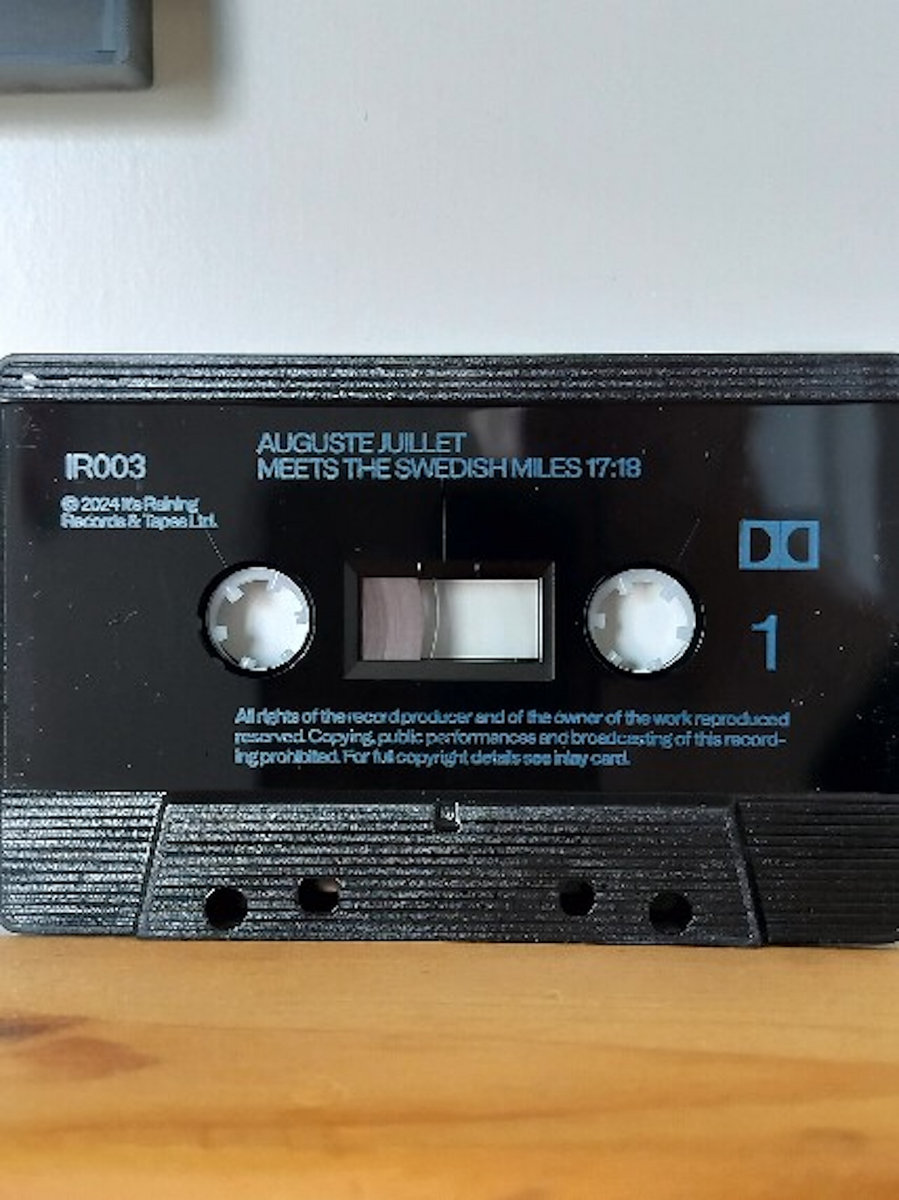 IR003
© 2024 It's Raining
Records & Tapes Ltd.
AUGUSTE JUILLET
MEETS THE SWEDISH MILES 17:18
1
All rights of the record producer and of the owner of the work reproduced
reserved. Copying, public performances and broadcasting of this record-
ing prohibited. For full copyright details see inlay card.